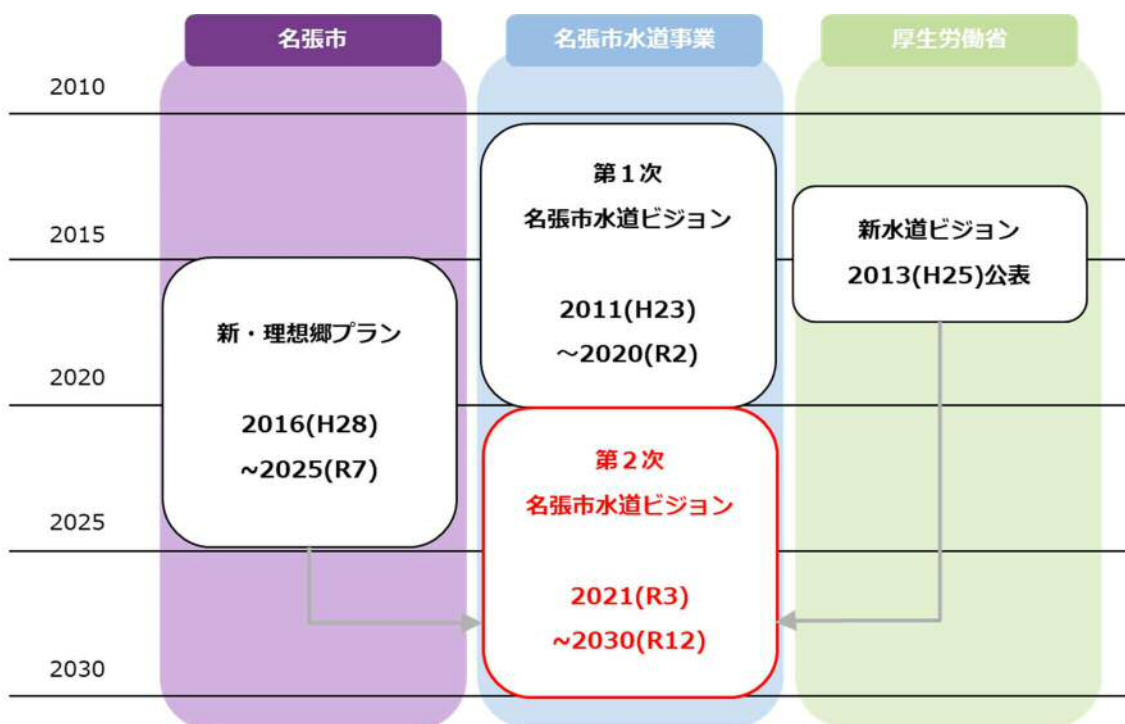 名張市
名張市水道事業
厚生労働省
2010
第１次
名張市水道ビジョン
2011(H23)
～2020(R2)
新水道ビジョン
2013(H25)公表
2015
新・理想郷プラン
2016(H28)
~2025(R7)
2020
第２次
名張市水道ビジョン
2021(R3)
~2030(R12)
2025
2030